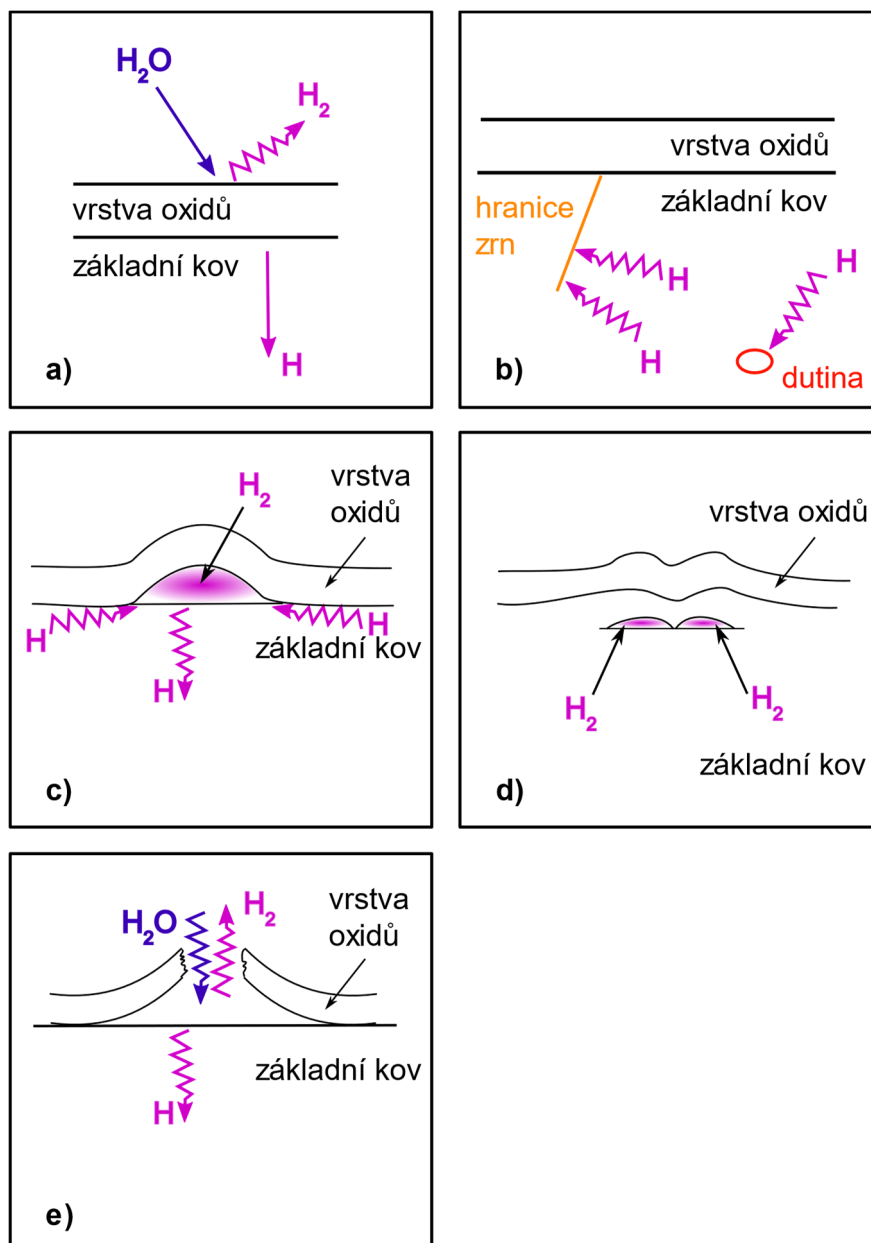 H₂O
H₂
vrstva oxidů
základní kov
H
a)
vrstva oxidů
základní kov
hranice
zrn
H
H
H
dutina
b)
H₂
vrstva
oxidů
H
H
základní kov
H
c)
vrstva oxidů
H₂
H₂
základní kov
d)
H₂O
H₂
vrstva
oxidů
základní kov
H
e)